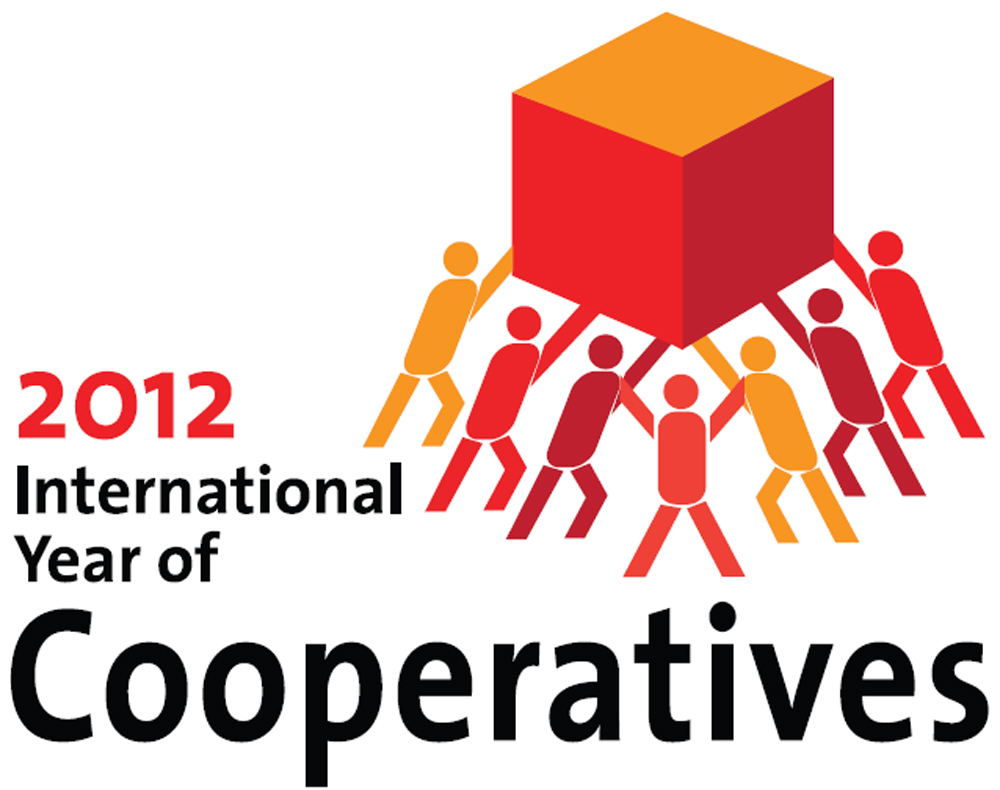 2012
International
Year of
Cooperatives